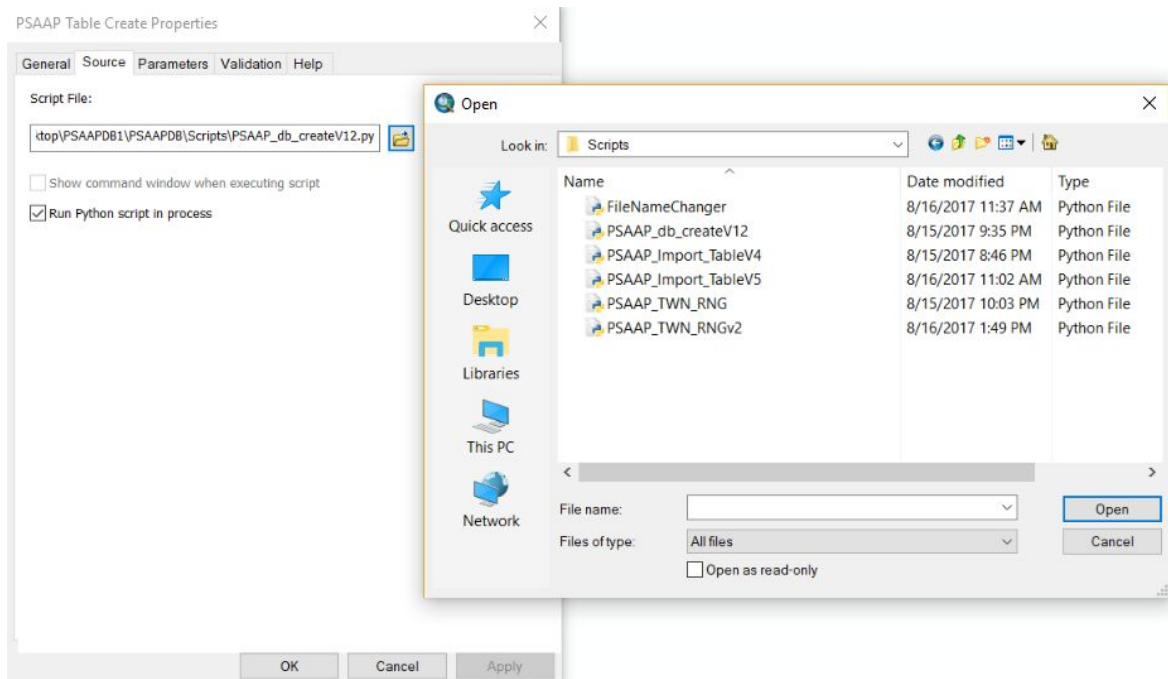 PSAAP Table Create Properties
General Source Parameters Validation Help
Script File:
ktop\PSAAPDB1\PSAAPDB\Scripts\PSAAP_db_createV12.py
Show command window when executing script
Run Python script in process
OK Cancel Apply
Open
Look in: Scripts
Quick access
Desktop
Libraries
This PC
Network
Name Date modified Type
FileNameChanger 8/16/2017 11:37 AM Python File
PSAAP_db_createV12 8/15/2017 9:35 PM Python File
PSAAP_Import_TableV4 8/15/2017 8:46 PM Python File
PSAAP_Import_TableV5 8/16/2017 11:02 AM Python File
PSAAP_TWN_RNG 8/15/2017 10:03 PM Python File
PSAAP_TWN_RNGv2 8/16/2017 1:49 PM Python File
File name: Open
Files of type: All files Cancel
Open as read-only